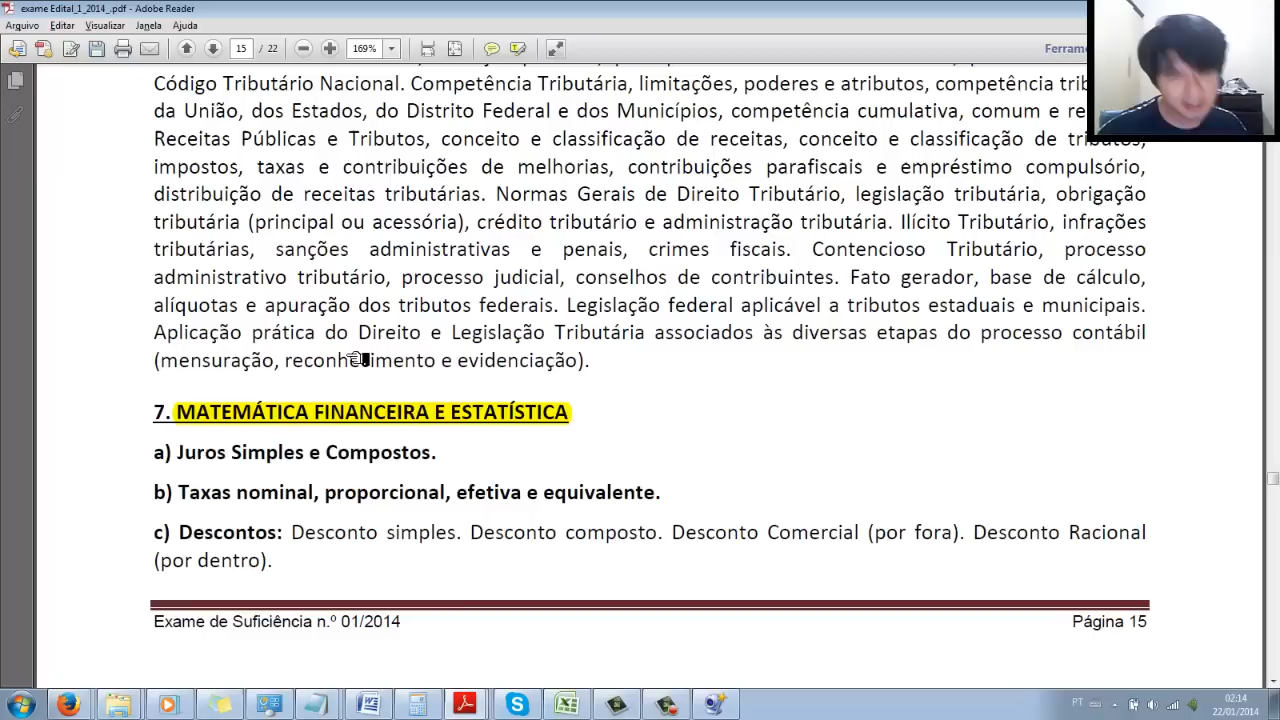 exame Edital_1_2014_.pdf - Adobe Reader
Arquivo Editar Visualizar Janela Ajuda
15 / 22 169%
Código Tributário Nacional. Competência Tributária, limitações, poderes e atributos, competência
da União, dos Estados, do Distrito Federal e dos Municípios, competência cumulativa, comum e
Receitas Públicas e Tributos, conceito e classificação de receitas, conceito e classificação de tributos,
impostos, taxas e contribuições de melhorias, contribuições parafiscais e empréstimo compulsório,
distribuição de receitas tributárias. Normas Gerais de Direito Tributário, legislação tributária, obrigação
tributária (principal ou acessória), crédito tributário e administração tributária. Ilícito Tributário, infrações
tributárias, sanções administrativas e penais, crimes fiscais. Contencioso Tributário, processo
administrativo tributário, processo judicial, conselhos de contribuintes. Fato gerador, base de cálculo,
alíquotas e apuração dos tributos federais. Legislação federal aplicável a tributos estaduais e municipais.
Aplicação prática do Direito e Legislação Tributária associados às diversas etapas do processo contábil
(mensuração, reconhecimento e evidenciação).
7. MATEMÁTICA FINANCEIRA E ESTATÍSTICA
a) Juros Simples e Compostos.
b) Taxas nominal, proporcional, efetiva e equivalente.
c) Descontos: Desconto simples. Desconto composto. Desconto Comercial (por fora). Desconto Racional
(por dentro).
Exame de Suficiência n.º 01/2014 Página 15
PT 02:14
22/01/2014